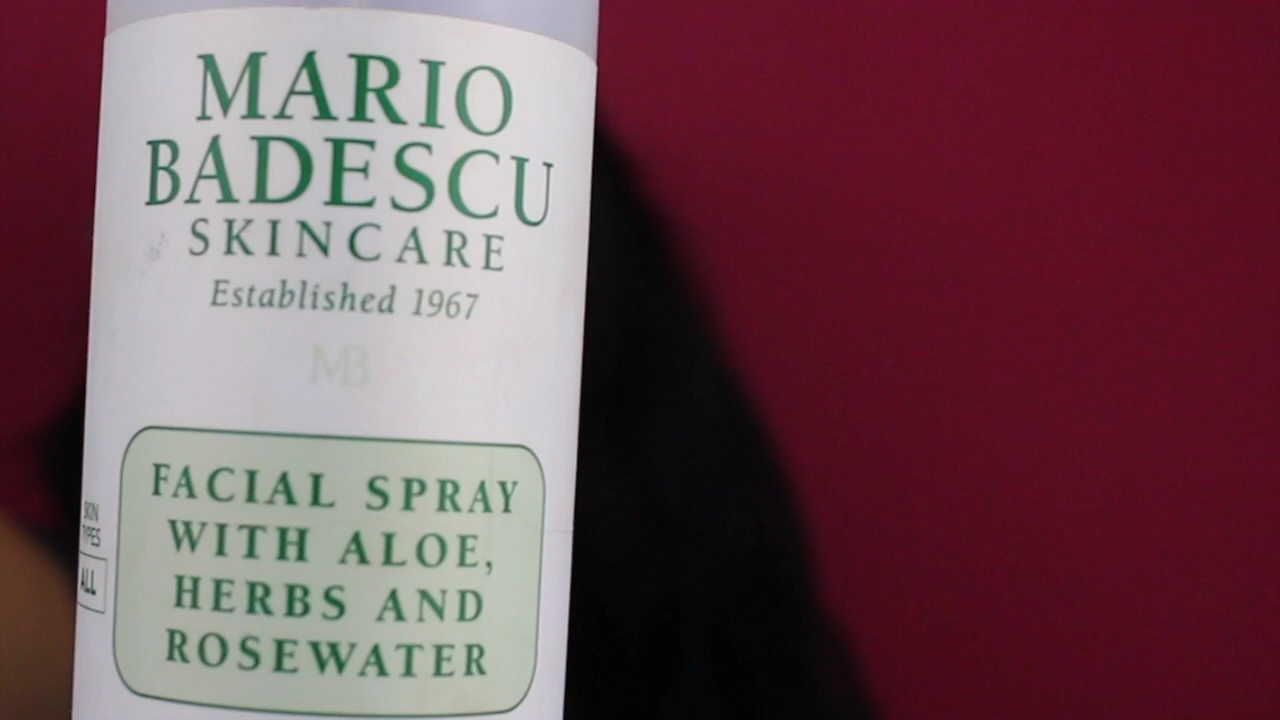 MARIO
BADESCU
SKINCARE
Established 1967
MB
FACIAL SPRAY
WITH ALOE,
HERBS AND
ROSEWATER
SKIN
TYPES
ALL